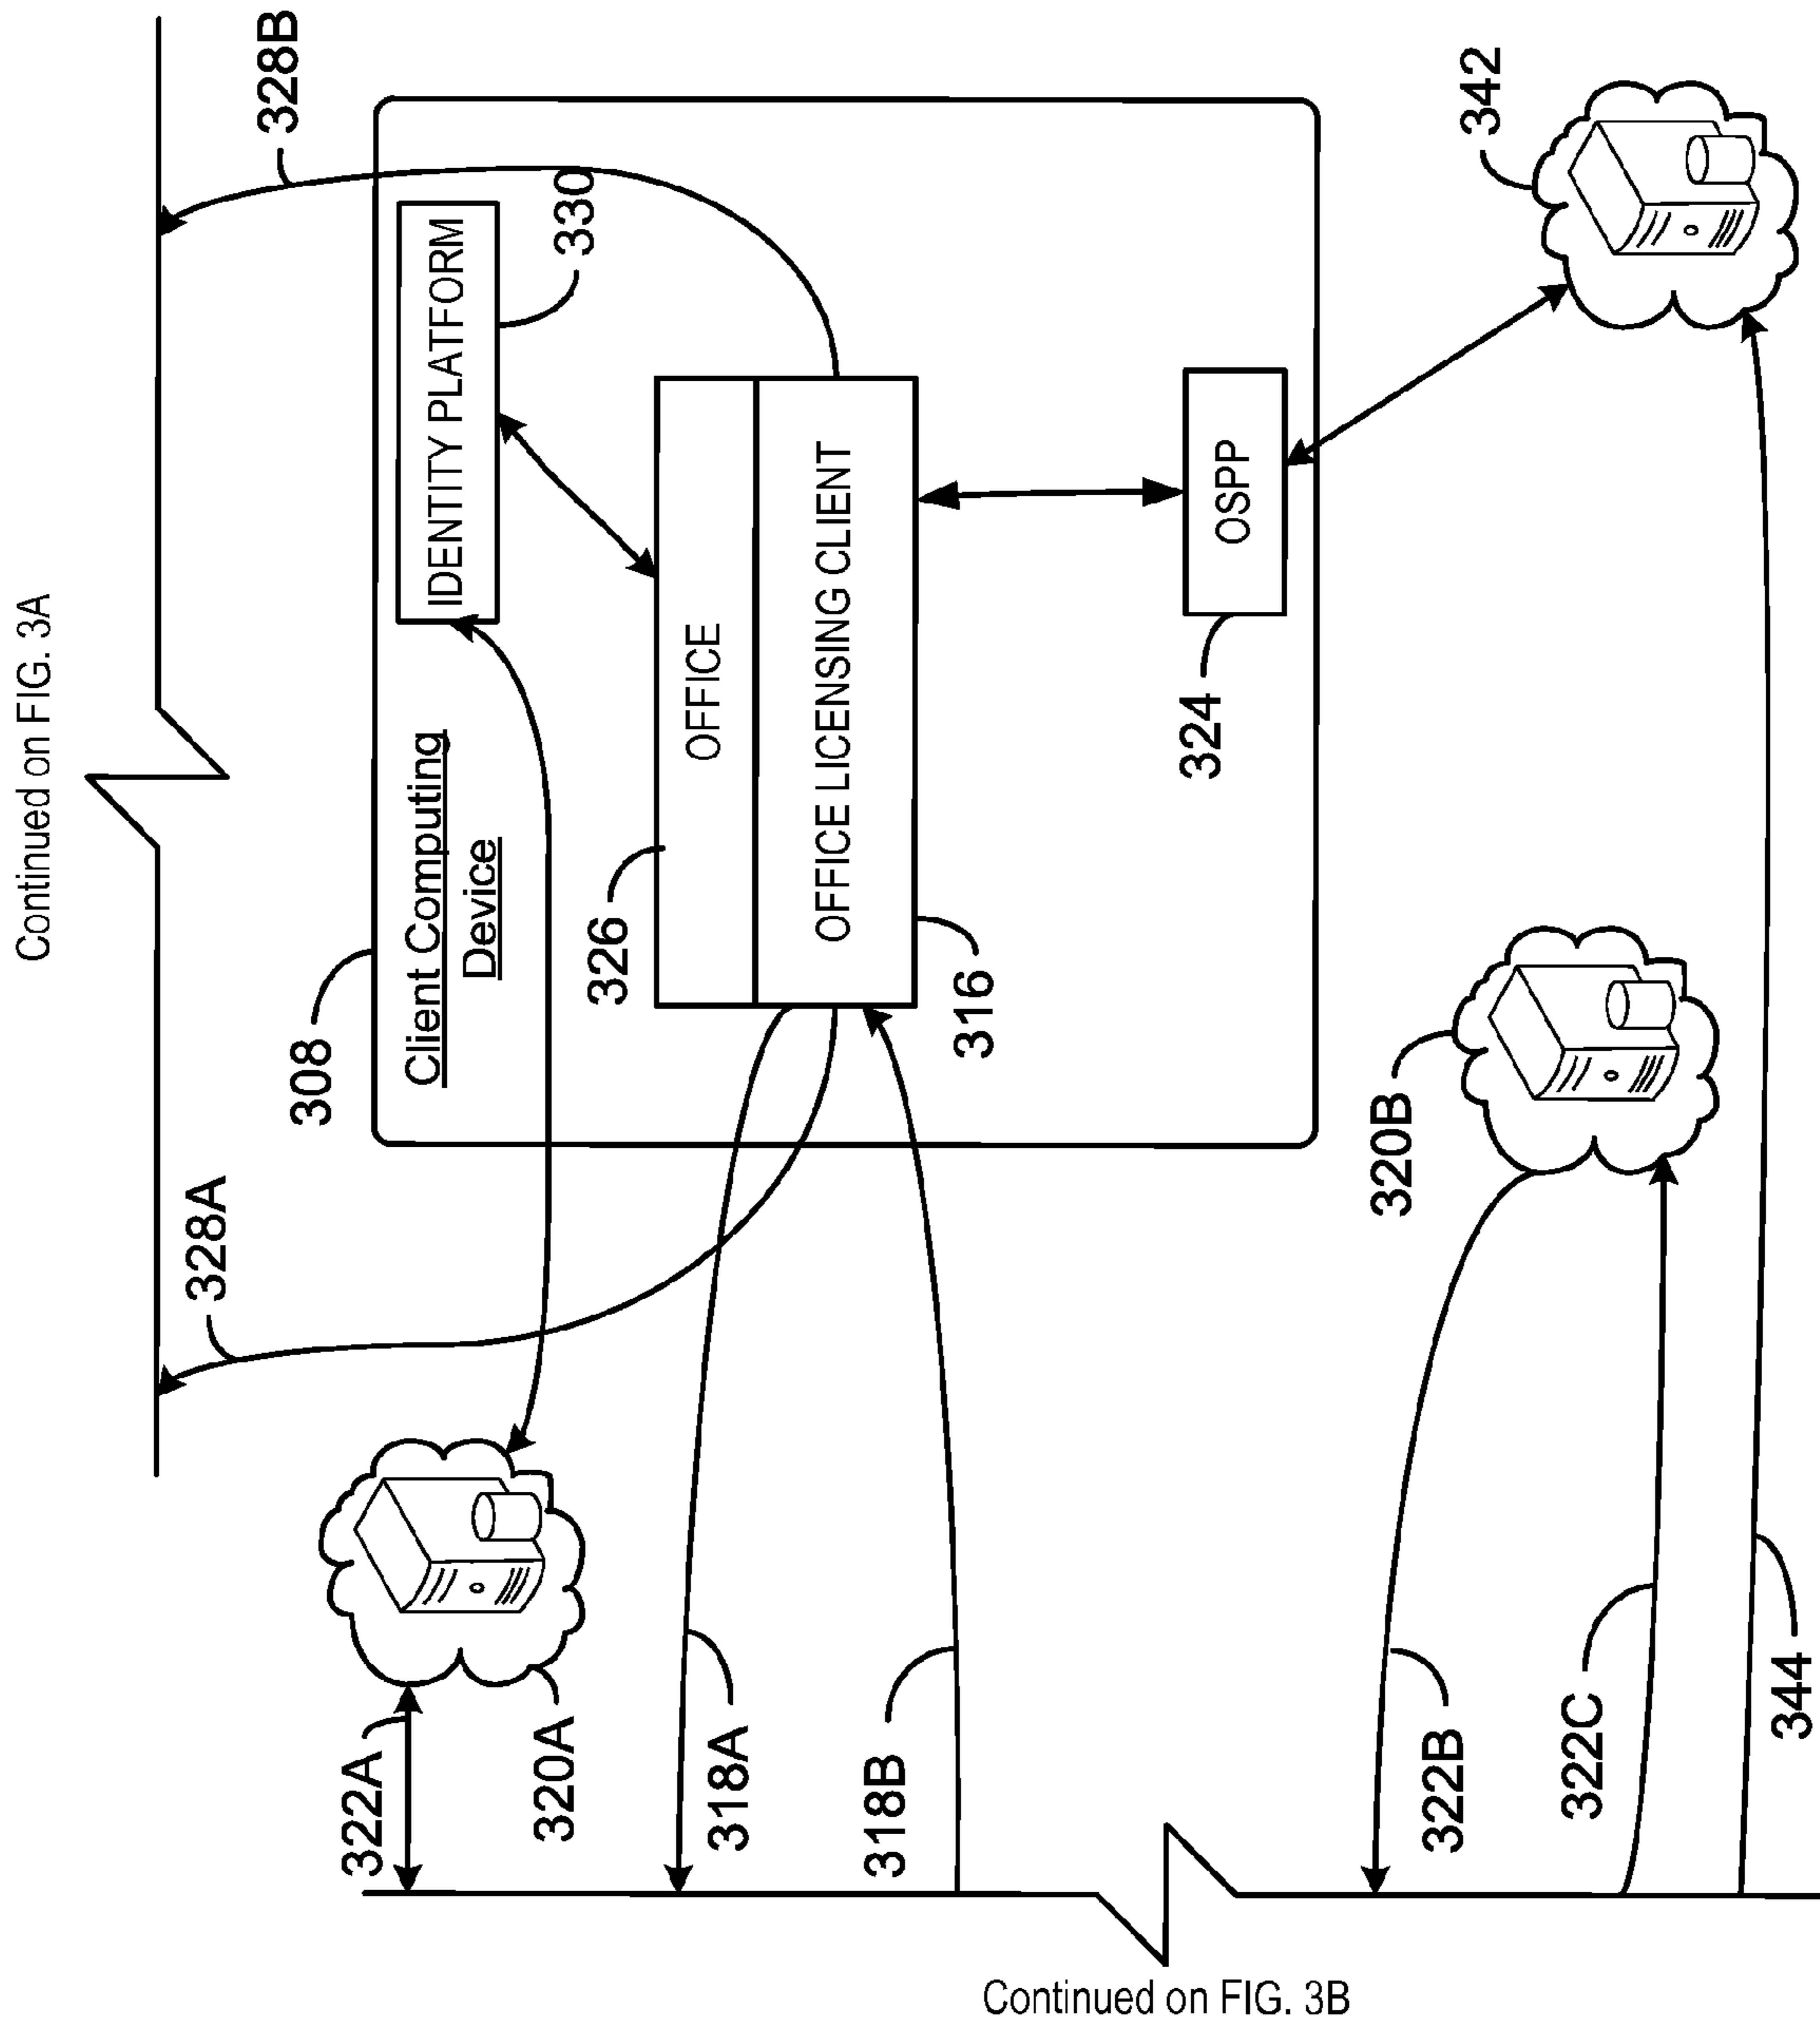 Continued on FIG. 3A
328B
328A
308
Client Computing
Device
IDENTITY PLATFORM
330
322A
320A
326
OFFICE
OFFICE LICENSING CLIENT
316
318A
318B
324
OSPP
342
320B
322B
322C
344
Continued on FIG. 3B